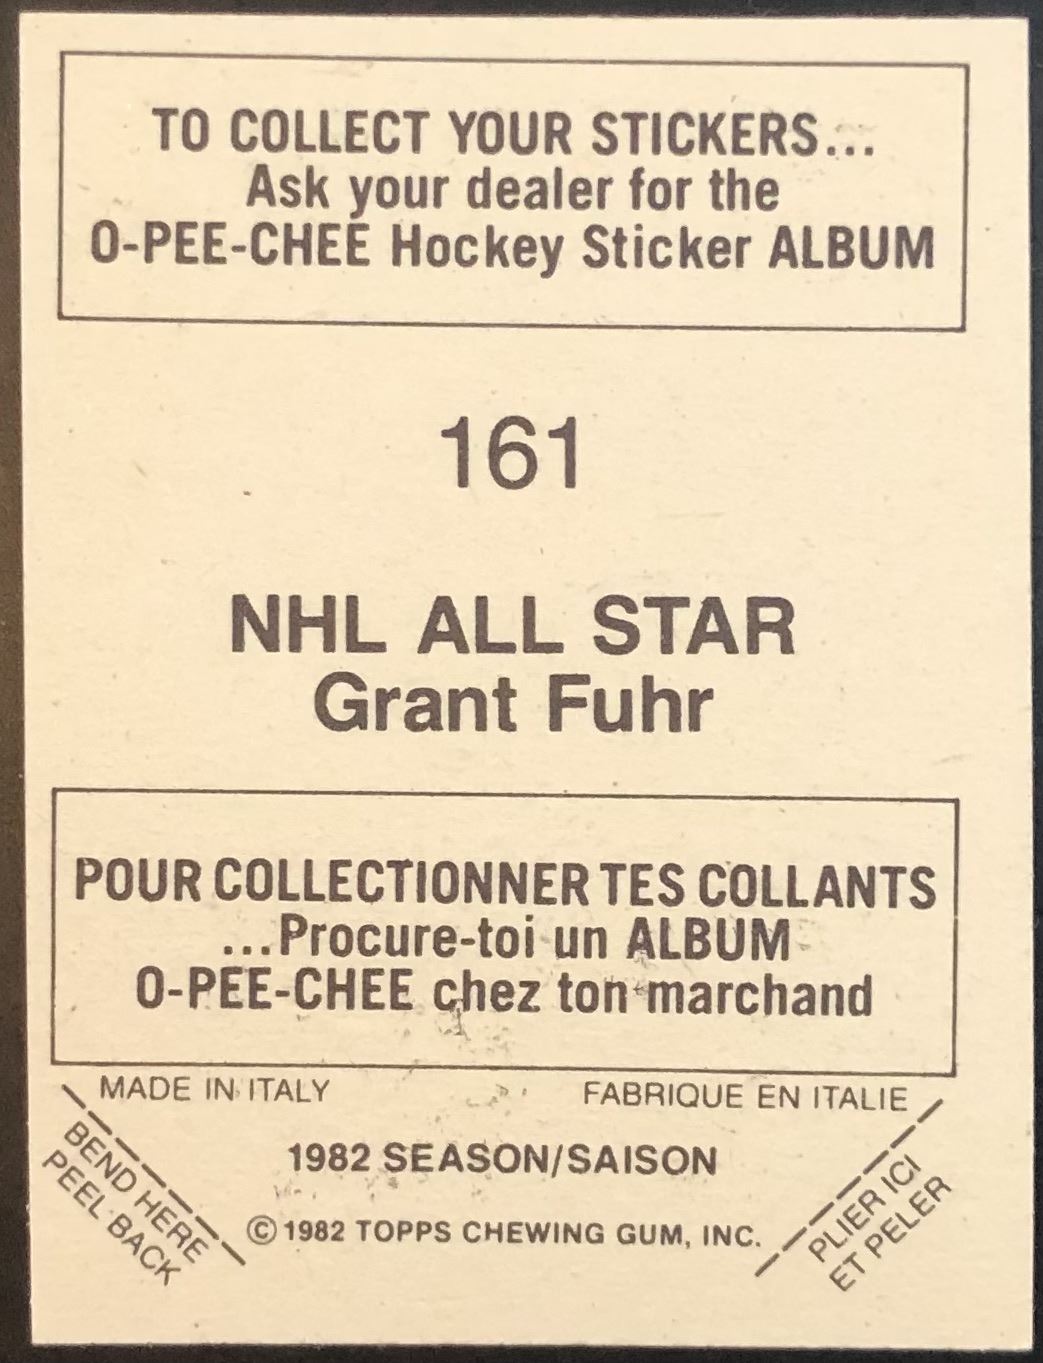 TO COLLECT YOUR STICKERS...
Ask your dealer for the
O-PEE-CHEE Hockey Sticker ALBUM
161
NHL ALL STAR
Grant Fuhr
POUR COLLECTIONNER TES COLLANTS
...Procure-toi un ALBUM
O-PEE-CHEE chez ton marchand
MADE IN ITALY
FABRIQUE EN ITALIE
BEND HERE
PEEL BACK
1982 SEASON/SAISON
©1982 TOPPS CHEWING GUM, INC.
PLIER ICI
ET PELER